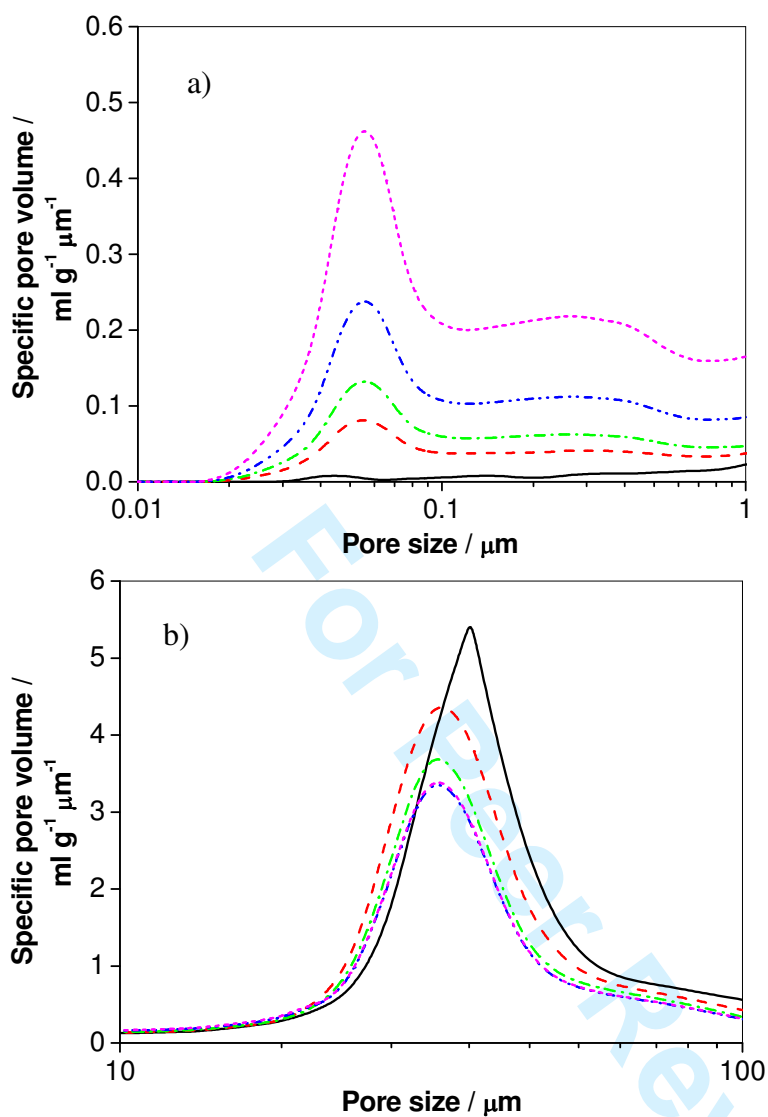 a)
Specific pore volume /
ml g⁻¹ μm⁻¹
0.6
0.5
0.4
0.3
0.2
0.1
0.0
0.01
0.1
1
Pore size / μm
b)
Specific pore volume /
ml g⁻¹ μm⁻¹
6
5
4
3
2
1
0
10
100
Pore size / μm
For Peer Rev